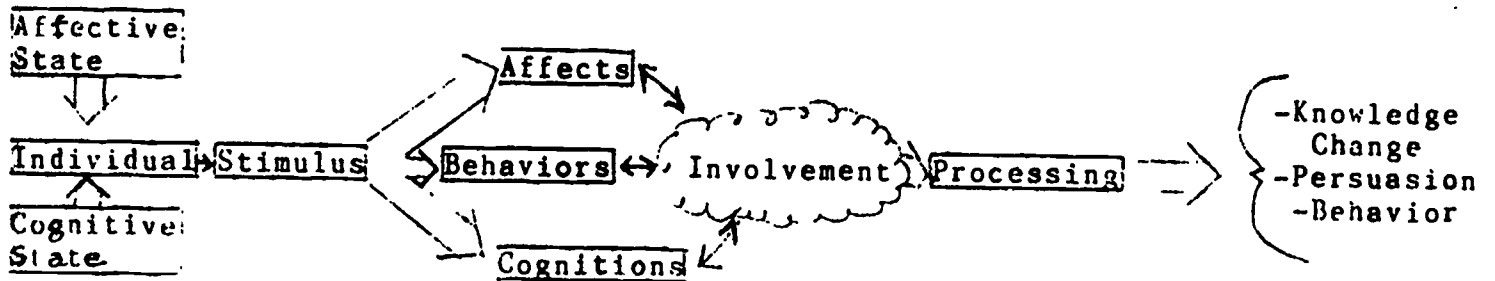 Affective
State
Individual
Cognitive
State
Stimulus
Affects
Behaviors
Cognitions
Involvement
Processing
-Knowledge
Change
-Persuasion
-Behavior